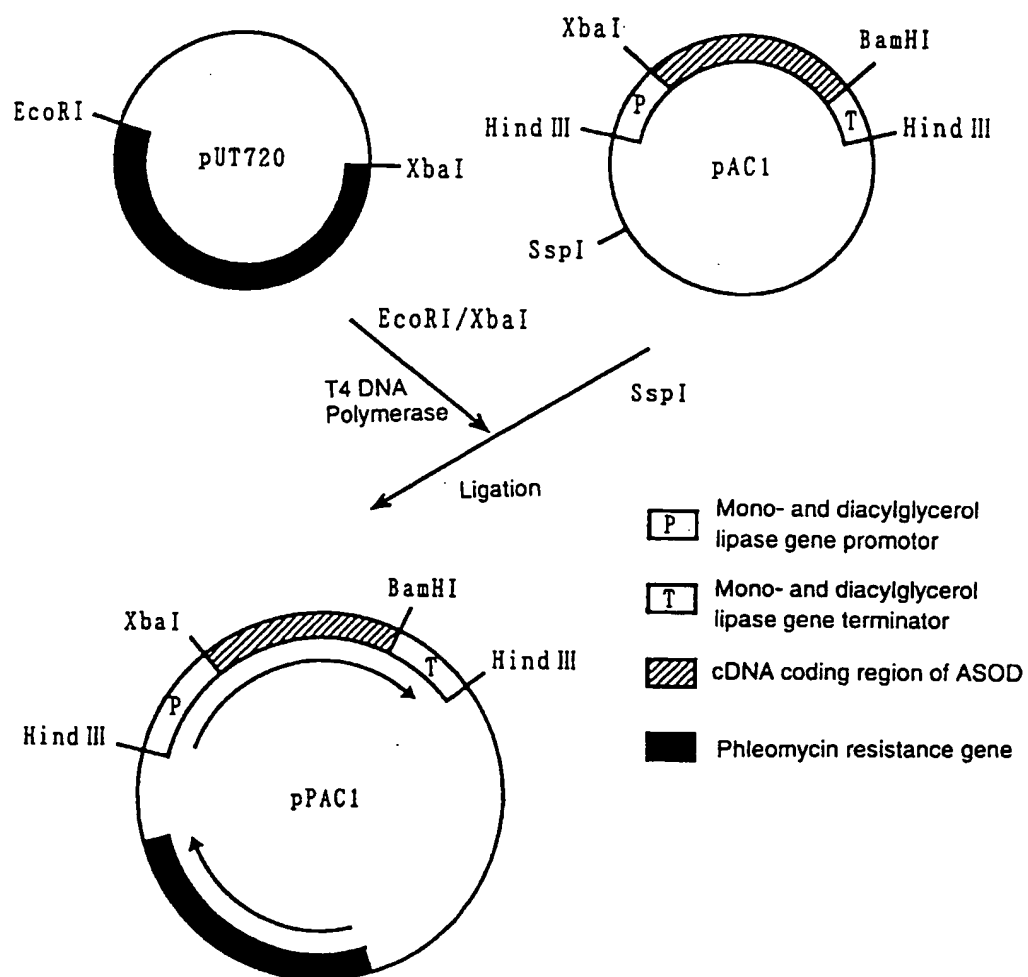 EcoRI
pUT720
XbaI
XbaI
BamHI
P
T
Hind III
Hind III
pAC1
SspI
EcoRI/XbaI
T4 DNA
Polymerase
SspI
Ligation
P Mono- and diacylglycerol
lipase gene promotor
T Mono- and diacylglycerol
lipase gene terminator
cDNA coding region of ASOD
Phleomycin resistance gene
XbaI
BamHI
P
T
Hind III
Hind III
pPAC1